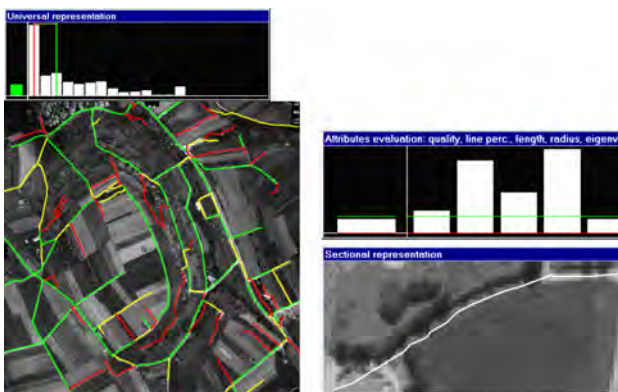 Universal representation
Attributes evaluation: quality, line perc., length, radius, eigenv
Sectional representation